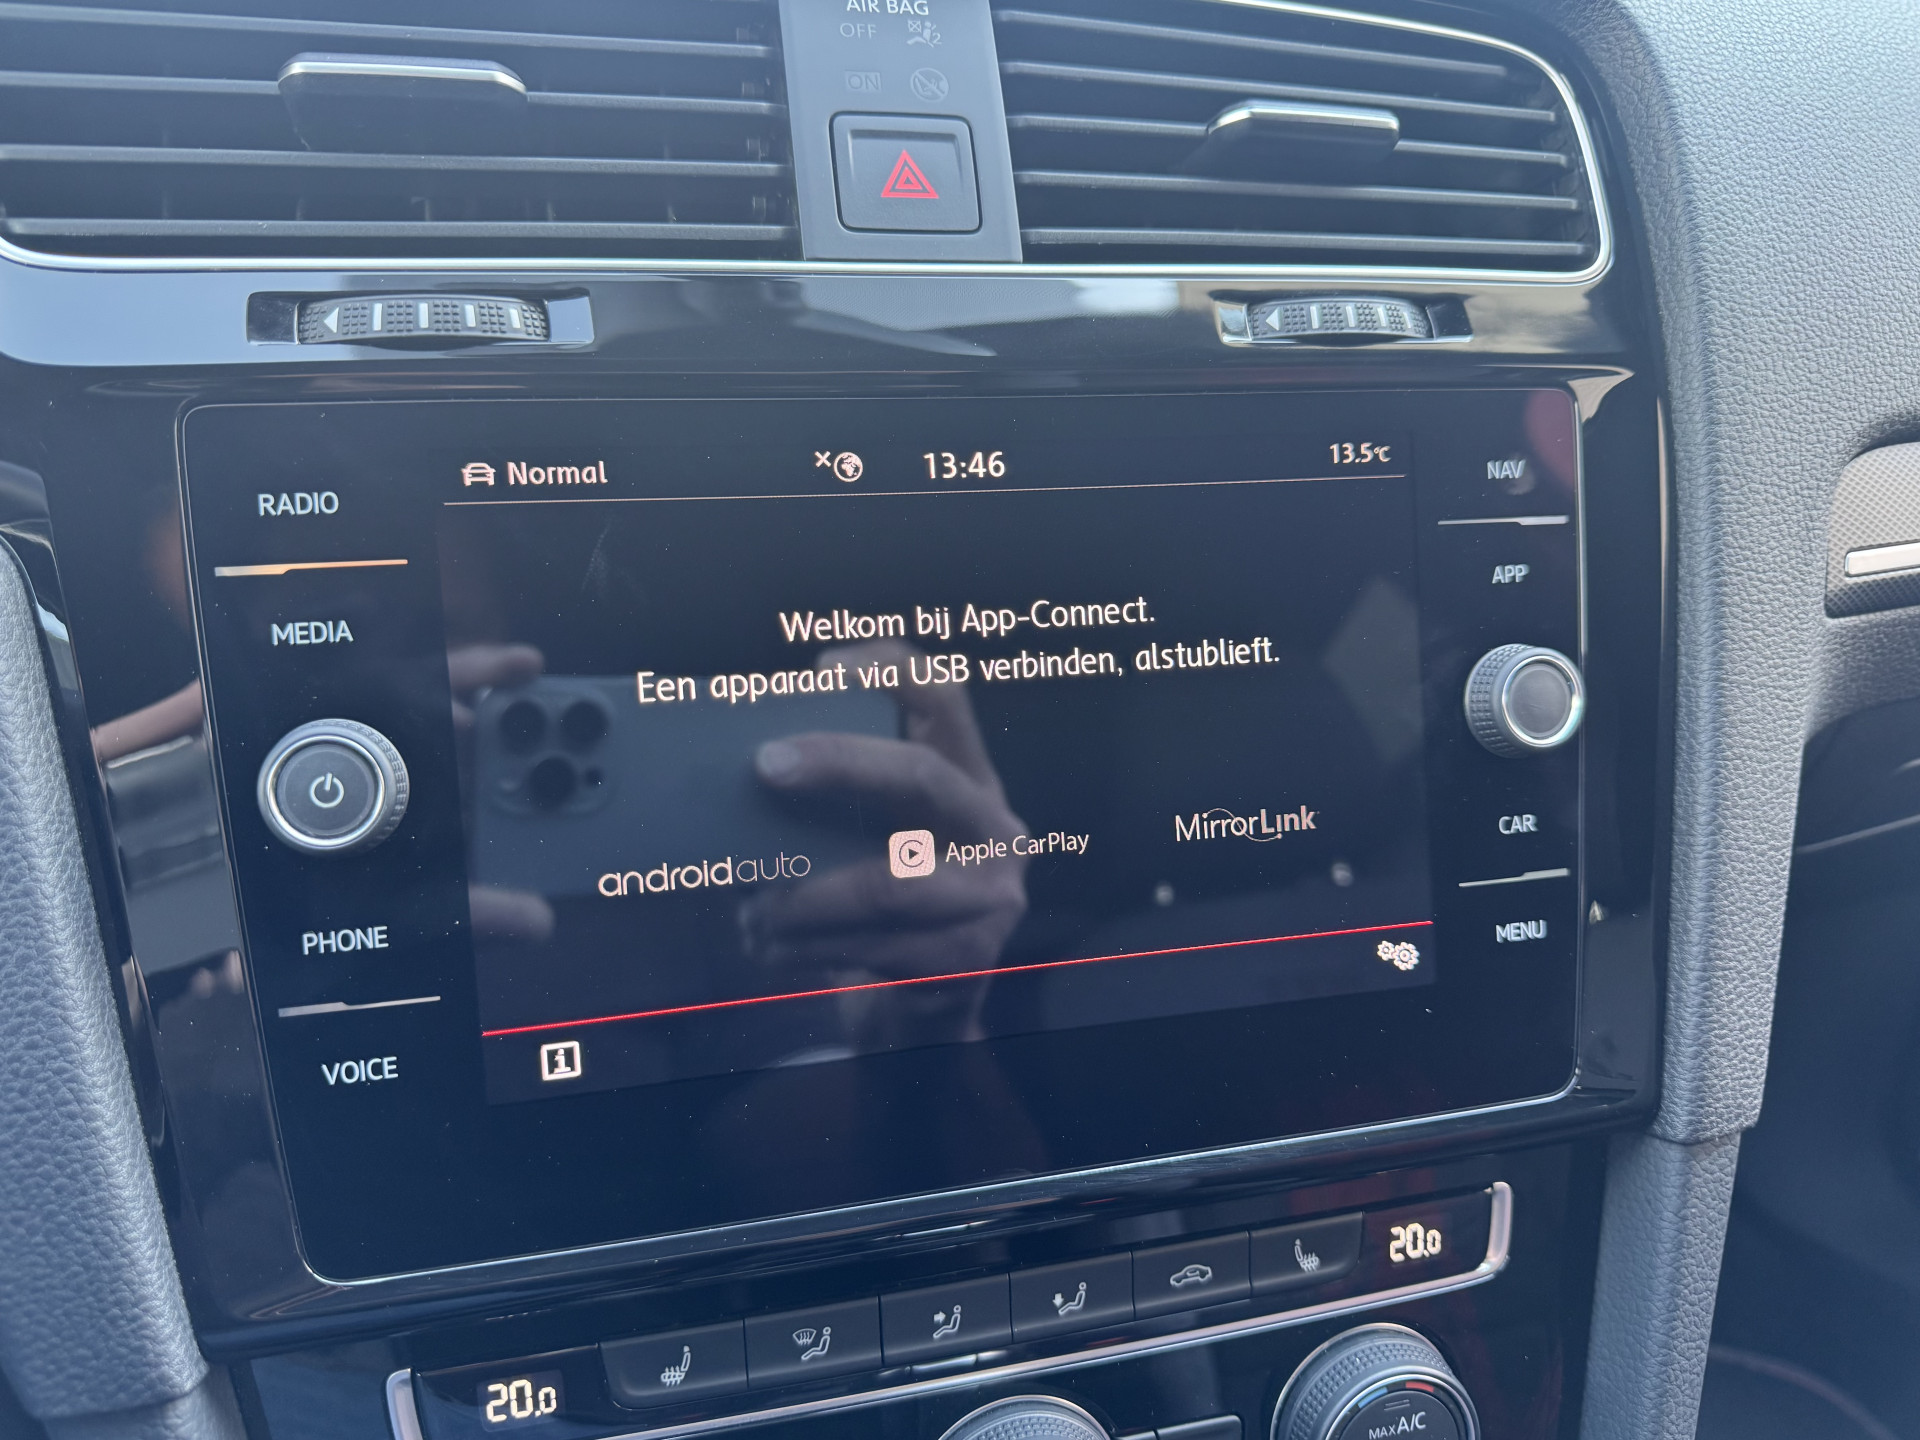 AIR BAG
OFF
2
ON
Normal
13:46
13.5°C
RADIO
MEDIA
PHONE
VOICE
NAV
APP
CAR
MENU
Welkom bij App-Connect.
Een apparaat via USB verbinden, alstublieft.
androidauto
Apple CarPlay
MirrorLink
i
20.0
20.0
MAX A/C